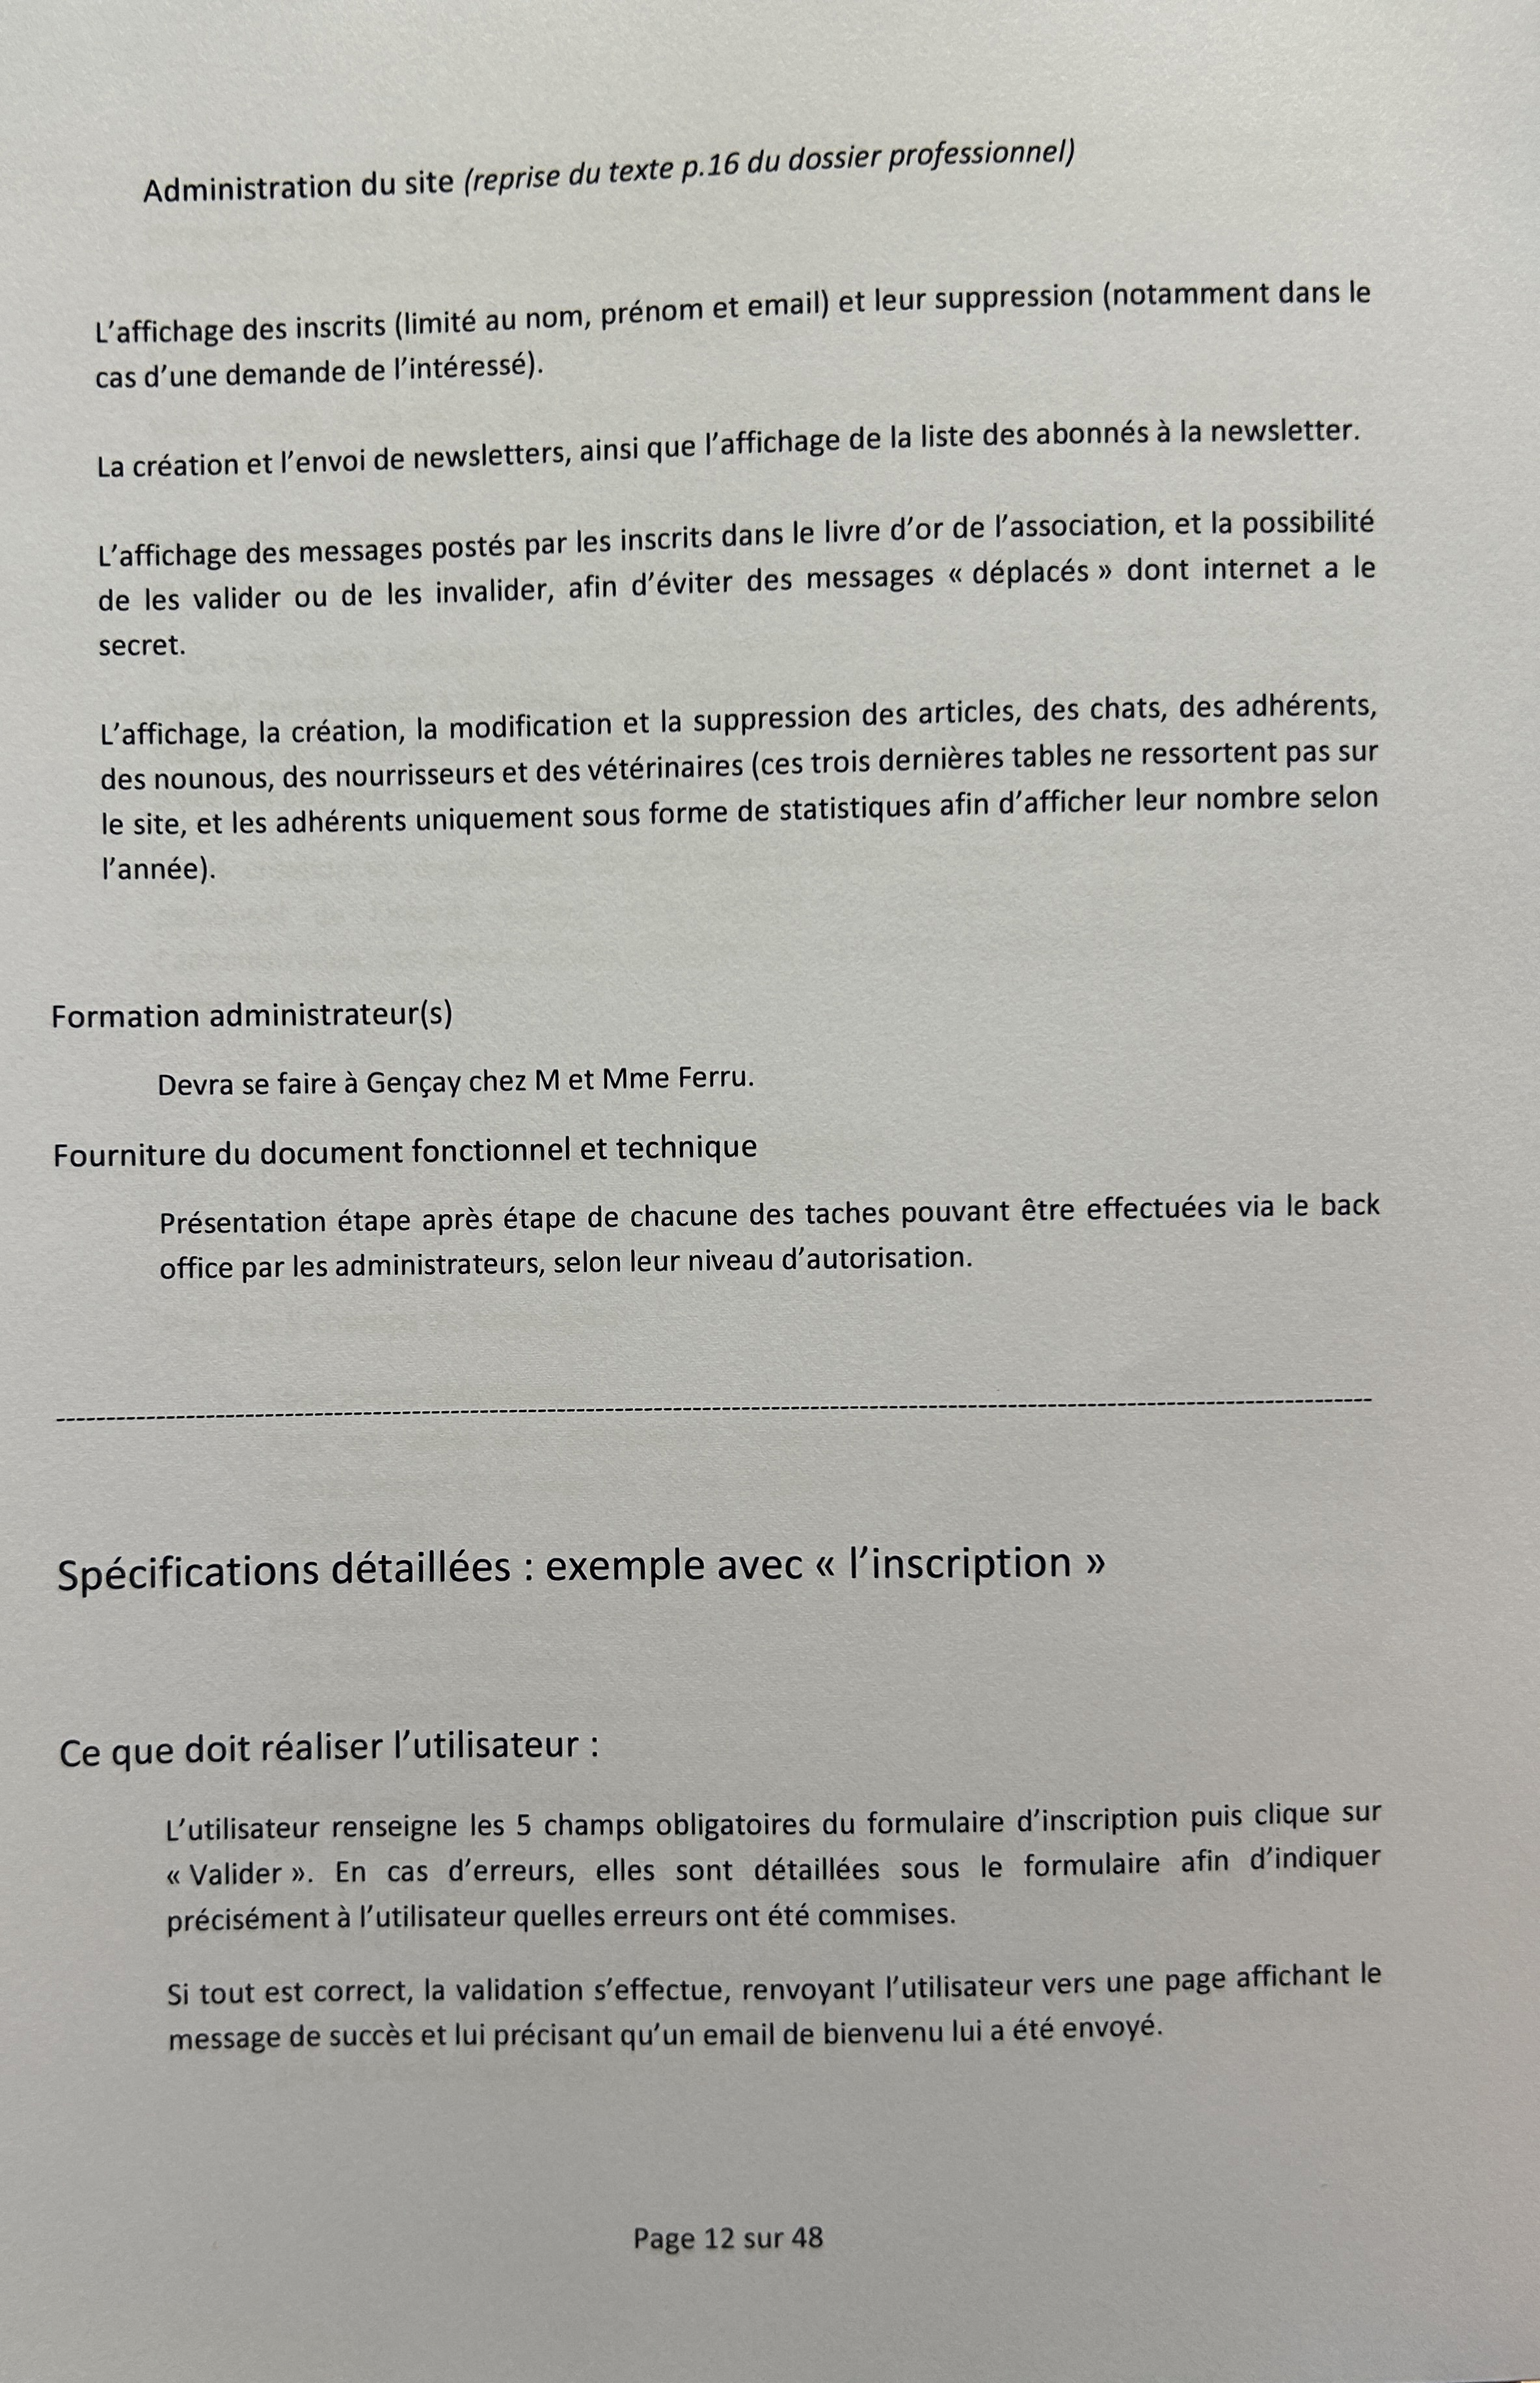 Administration du site (reprise du texte p.16 du dossier professionnel)
L'affichage des inscrits (limité au nom, prénom et email) et leur suppression (notamment dans le
cas d'une demande de l'intéressé).
La création et l'envoi de newsletters, ainsi que l'affichage de la liste des abonnés à la newsletter.
L'affichage des messages postés par les inscrits dans le livre d'or de l'association, et la possibilité
de les valider ou de les invalider, afin d'éviter des messages « déplacés » dont internet a le
secret.
L'affichage, la création, la modification et la suppression des articles, des chats, des adhérents,
des nounous, des nourrisseurs et des vétérinaires (ces trois dernières tables ne ressortent pas sur
le site, et les adhérents uniquement sous forme de statistiques afin d'afficher leur nombre selon
l'année).
Formation administrateur(s)
Devra se faire à Gençay chez M et Mme Ferru.
Fourniture du document fonctionnel et technique
Présentation étape après étape de chacune des taches pouvant être effectuées via le back
office par les administrateurs, selon leur niveau d'autorisation.
Spécifications détaillées : exemple avec « l'inscription »
Ce que doit réaliser l'utilisateur :
L'utilisateur renseigne les 5 champs obligatoires du formulaire d'inscription puis clique sur
« Valider ». En cas d'erreurs, elles sont détaillées sous le formulaire afin d'indiquer
précisément à l'utilisateur quelles erreurs ont été commises.
Si tout est correct, la validation s'effectue, renvoyant l'utilisateur vers une page affichant le
message de succès et lui précisant qu'un email de bienvenu lui a été envoyé.
Page 12 sur 48